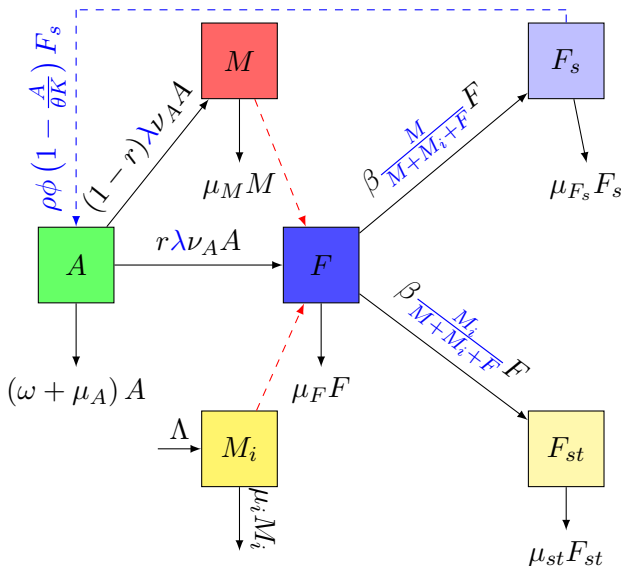 M
F_s
ρϕ (1 − A/(θK)) F_s
(1 − r)λν_A A
β M/(M+M_i+F) F
μ_M M
μ_{F_s} F_s
A
rλν_A A
F
β M_i/(M+M_i+F) F
(ω + μ_A) A
μ_F F
Λ
M_i
F_{st}
μ_i M_i
μ_{st} F_{st}